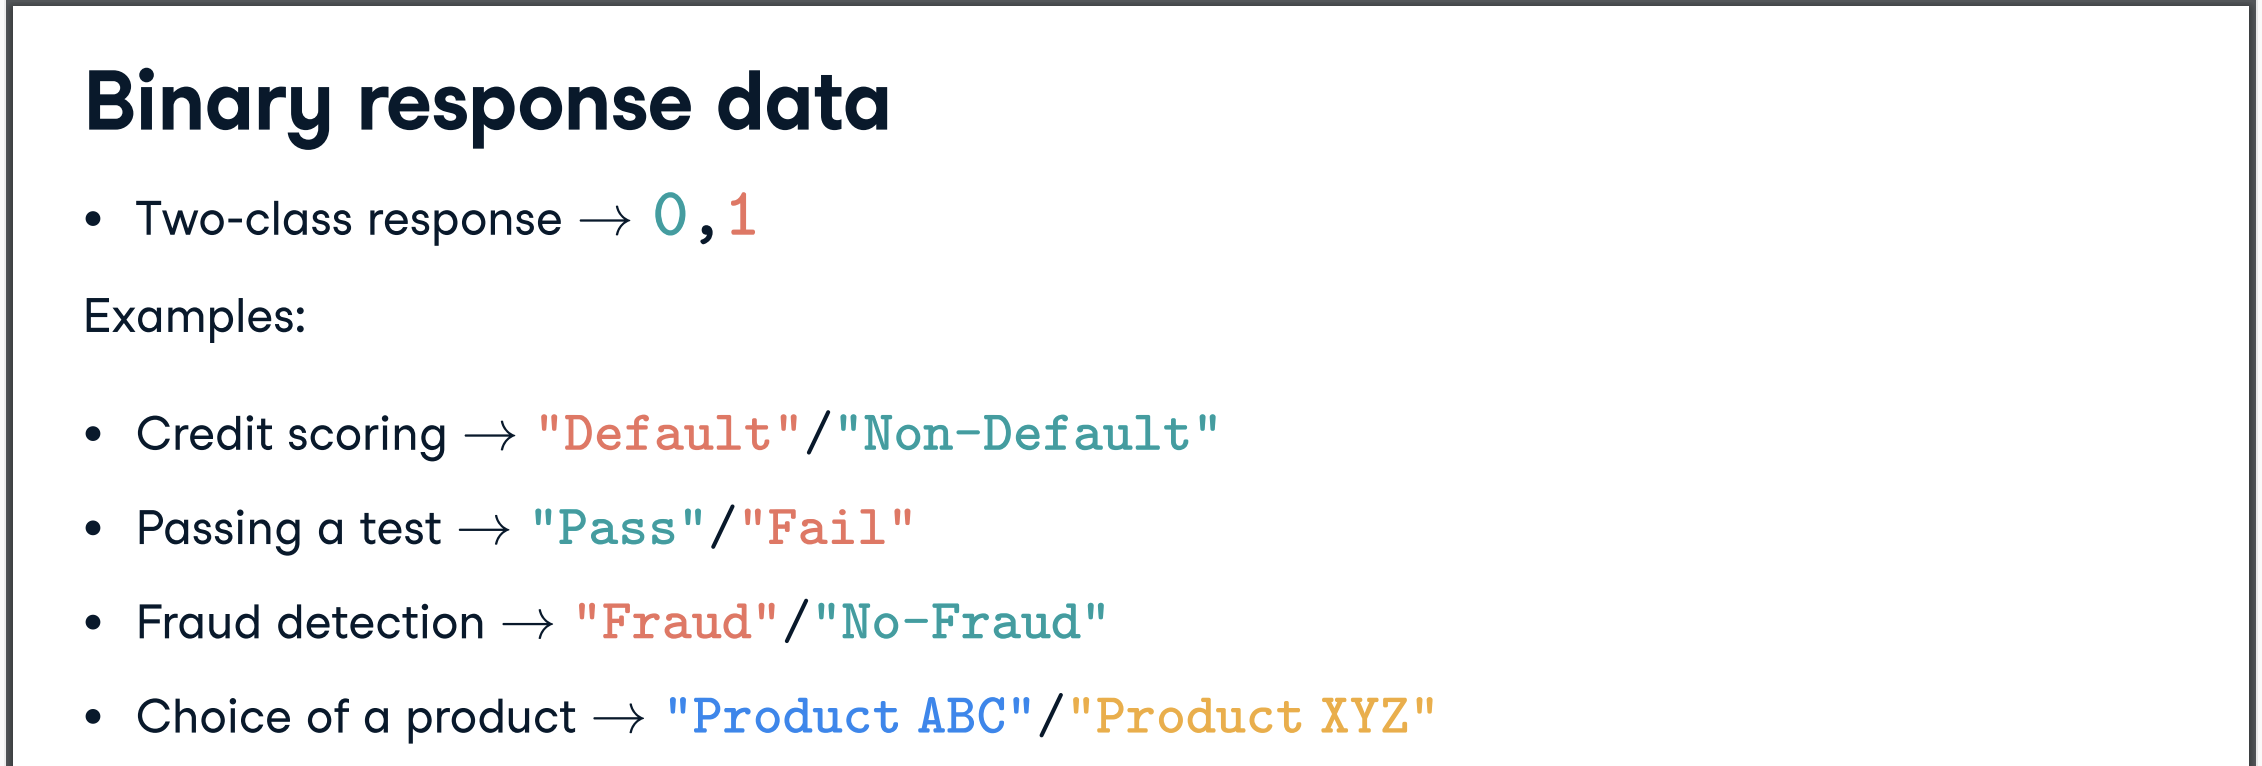 Binary response data
• Two-class response → 0,1
Examples:
• Credit scoring → "Default"/"Non-Default"
• Passing a test → "Pass"/"Fail"
• Fraud detection → "Fraud"/"No-Fraud"
• Choice of a product → "Product ABC"/"Product XYZ"